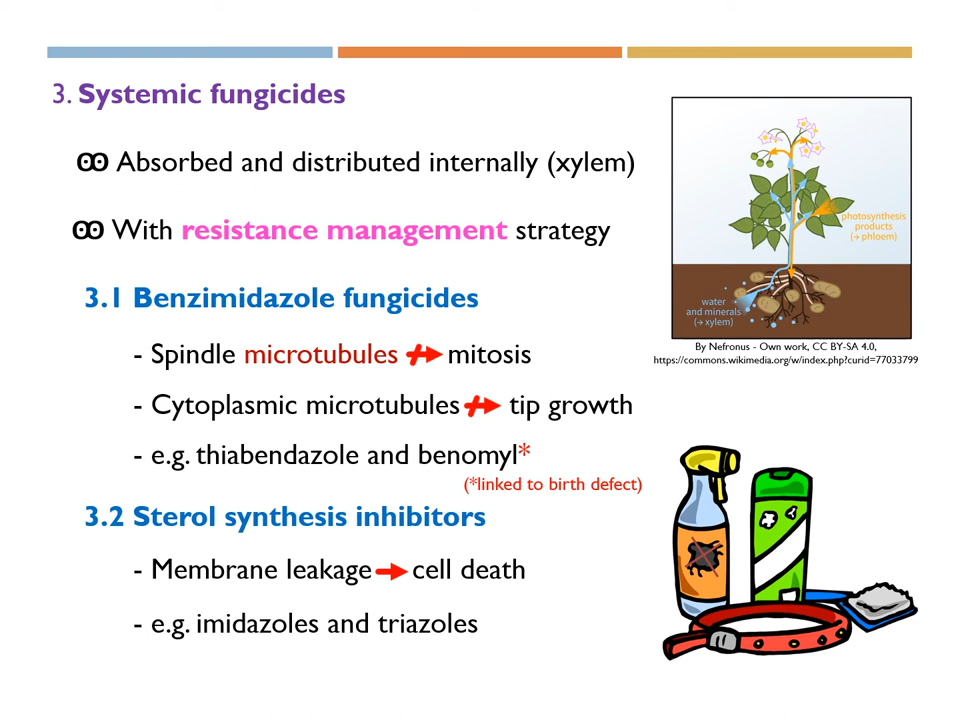 3. Systemic fungicides
Absorbed and distributed internally (xylem)
With resistance management strategy
3.1 Benzimidazole fungicides
- Spindle microtubules mitosis
- Cytoplasmic microtubules tip growth
- e.g. thiabendazole and benomyl*
(*linked to birth defect)
3.2 Sterol synthesis inhibitors
- Membrane leakage cell death
- e.g. imidazoles and triazoles
photosynthesis
products
(→ phloem)
water
and minerals
(→ xylem)
By Nefronus - Own work, CC BY-SA 4.0,
https://commons.wikimedia.org/w/index.php?curid=77033799